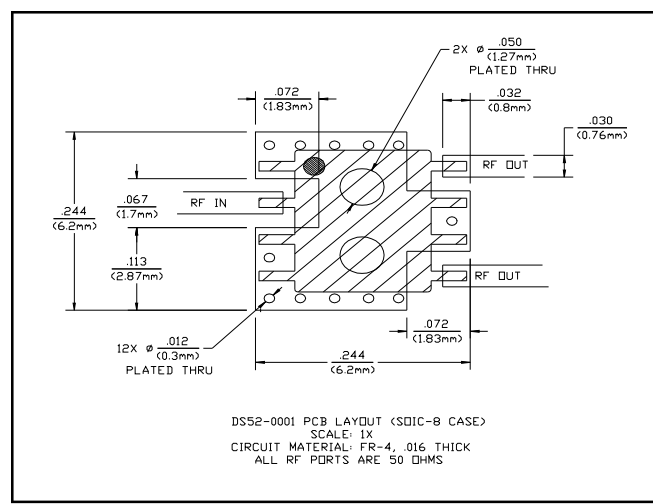 2X ⌀ .050
(1.27mm)
PLATED THRU
.072
(1.83mm)
.032
(0.8mm)
.030
(0.76mm)
RF OUT
.067
(1.7mm)
RF IN
.244
(6.2mm)
.113
(2.87mm)
RF OUT
12X ⌀ .012
(0.3mm)
PLATED THRU
.072
(1.83mm)
.244
(6.2mm)
DS52-0001 PCB LAYOUT (SOIC-8 CASE)
SCALE: 1X
CIRCUIT MATERIAL: FR-4, .016 THICK
ALL RF PORTS ARE 50 OHMS